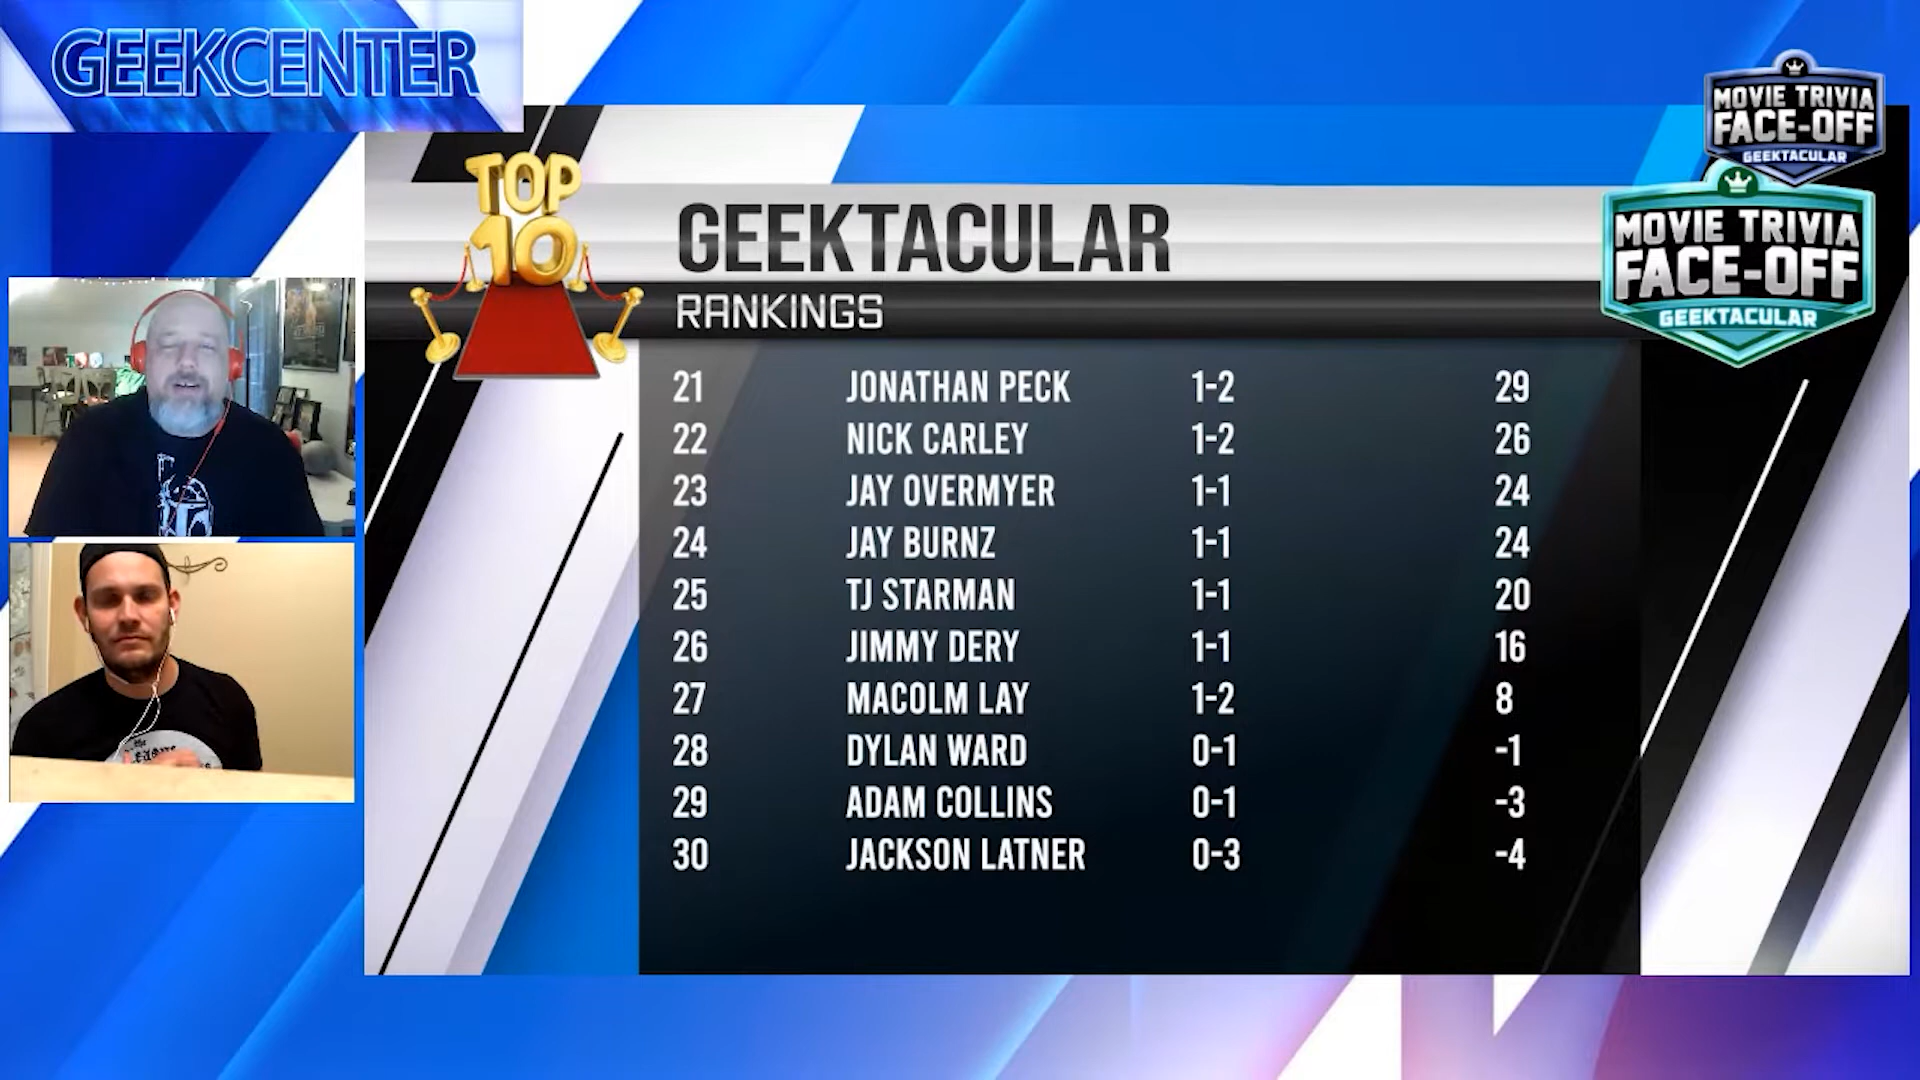 GEEKCENTER
MOVIE TRIVIA
FACE-OFF
GEEKTACULAR
TOP
10
GEEKTACULAR
RANKINGS
MOVIE TRIVIA
FACE-OFF
GEEKTACULAR
21 JONATHAN PECK 1-2 29
22 NICK CARLEY 1-2 26
23 JAY OVERMYER 1-1 24
24 JAY BURNZ 1-1 24
25 TJ STARMAN 1-1 20
26 JIMMY DERY 1-1 16
27 MACOLM LAY 1-2 8
28 DYLAN WARD 0-1 -1
29 ADAM COLLINS 0-1 -3
30 JACKSON LATNER 0-3 -4
the